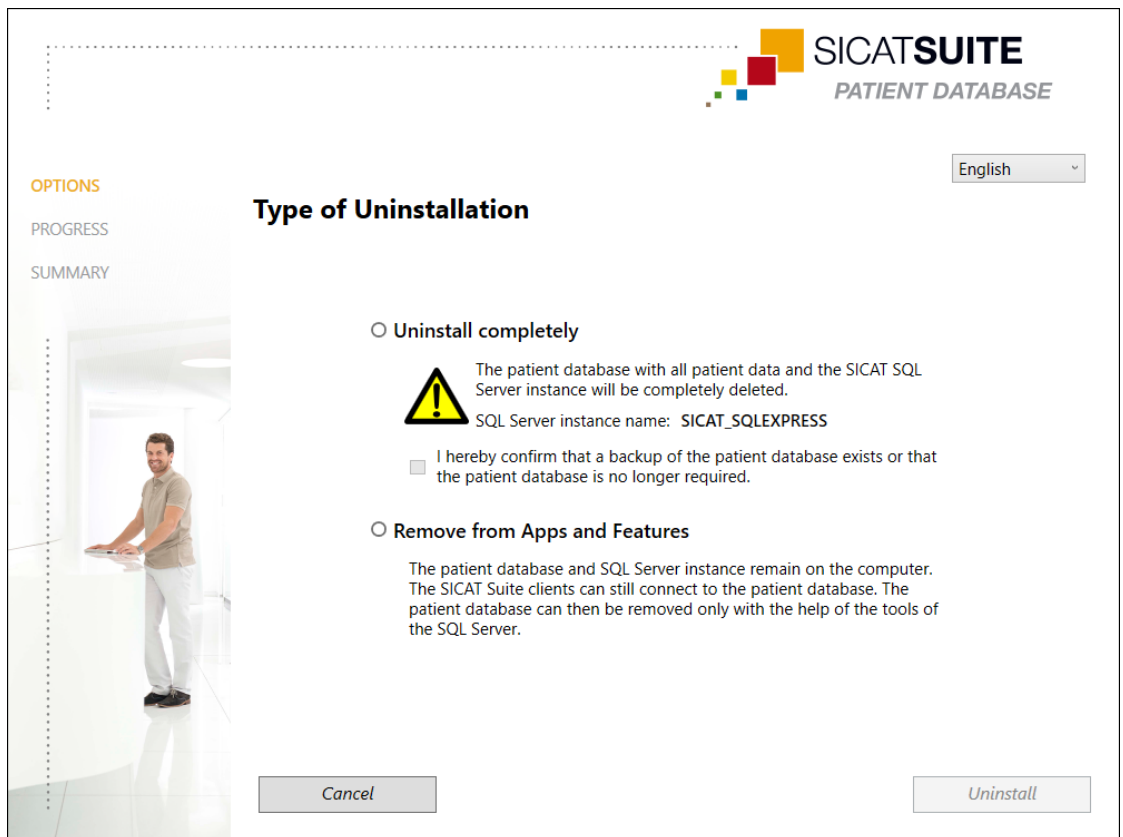 SICATSUITE
PATIENT DATABASE
English
OPTIONS
PROGRESS
SUMMARY
Type of Uninstallation
Uninstall completely
The patient database with all patient data and the SICAT SQL
Server instance will be completely deleted.
SQL Server instance name: SICAT_SQLEXPRESS
I hereby confirm that a backup of the patient database exists or that
the patient database is no longer required.
Remove from Apps and Features
The patient database and SQL Server instance remain on the computer.
The SICAT Suite clients can still connect to the patient database. The
patient database can then be removed only with the help of the tools of
the SQL Server.
Cancel
Uninstall